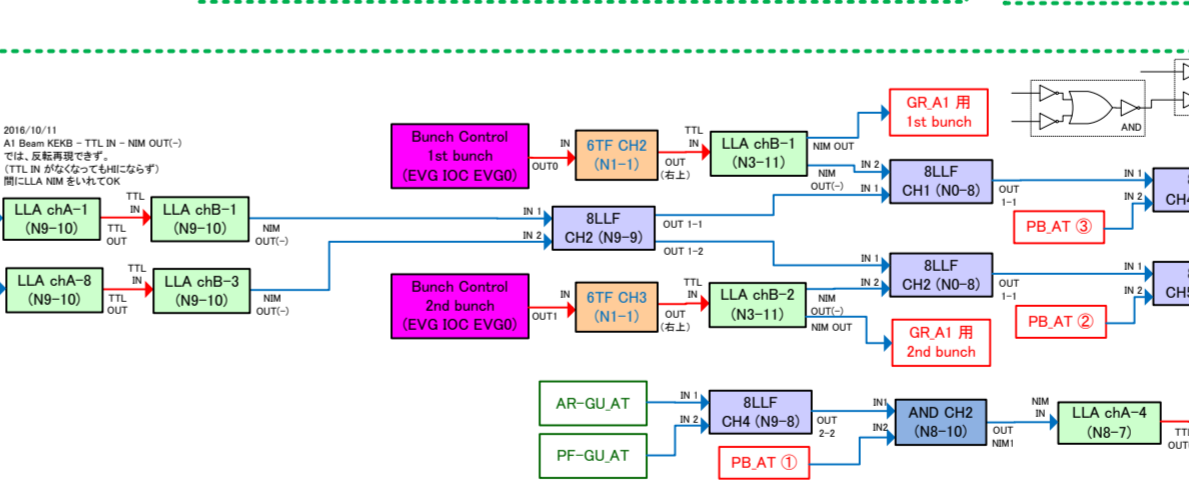 2016/10/11
A1 Beam KEKB - TTL IN - NIM OUT(-)
では、反転再現できず。
(TTL IN がなくなってもHIにならず)
間にLLA NIM をいれてOK
LLA chA-1
(N9-10)
TTL
OUT
TTL
IN
LLA chB-1
(N9-10)
NIM
OUT(-)
LLA chA-8
(N9-10)
TTL
OUT
TTL
IN
LLA chB-3
(N9-10)
NIM
OUT(-)
Bunch Control
1st bunch
(EVG IOC EVG0)
OUT0
IN
6TF CH2
(N1-1)
OUT
(右上)
TTL
IN
LLA chB-1
(N3-11)
NIM OUT
NIM
OUT(-)
GR_A1 用
1st bunch
IN 1
IN 2
8LLF
CH2 (N9-9)
OUT 1-1
OUT 1-2
IN 2
IN 1
8LLF
CH1 (N0-8)
OUT
1-1
PB_AT ③
IN 1
IN 2
8
CH4
AND
Bunch Control
2nd bunch
(EVG IOC EVG0)
OUT1
IN
6TF CH3
(N1-1)
OUT
(右上)
TTL
IN
LLA chB-2
(N3-11)
NIM
OUT(-)
NIM OUT
IN 1
IN 2
8LLF
CH2 (N0-8)
OUT
1-1
PB_AT ②
IN 1
IN 2
8
CH5
GR_A1 用
2nd bunch
AR-GU_AT
PF-GU_AT
IN 1
IN 2
8LLF
CH4 (N9-8)
OUT
2-2
PB_AT ①
IN1
IN2
AND CH2
(N8-10)
OUT
NIM1
NIM
IN
LLA chA-4
(N8-7)
TTL
OUT